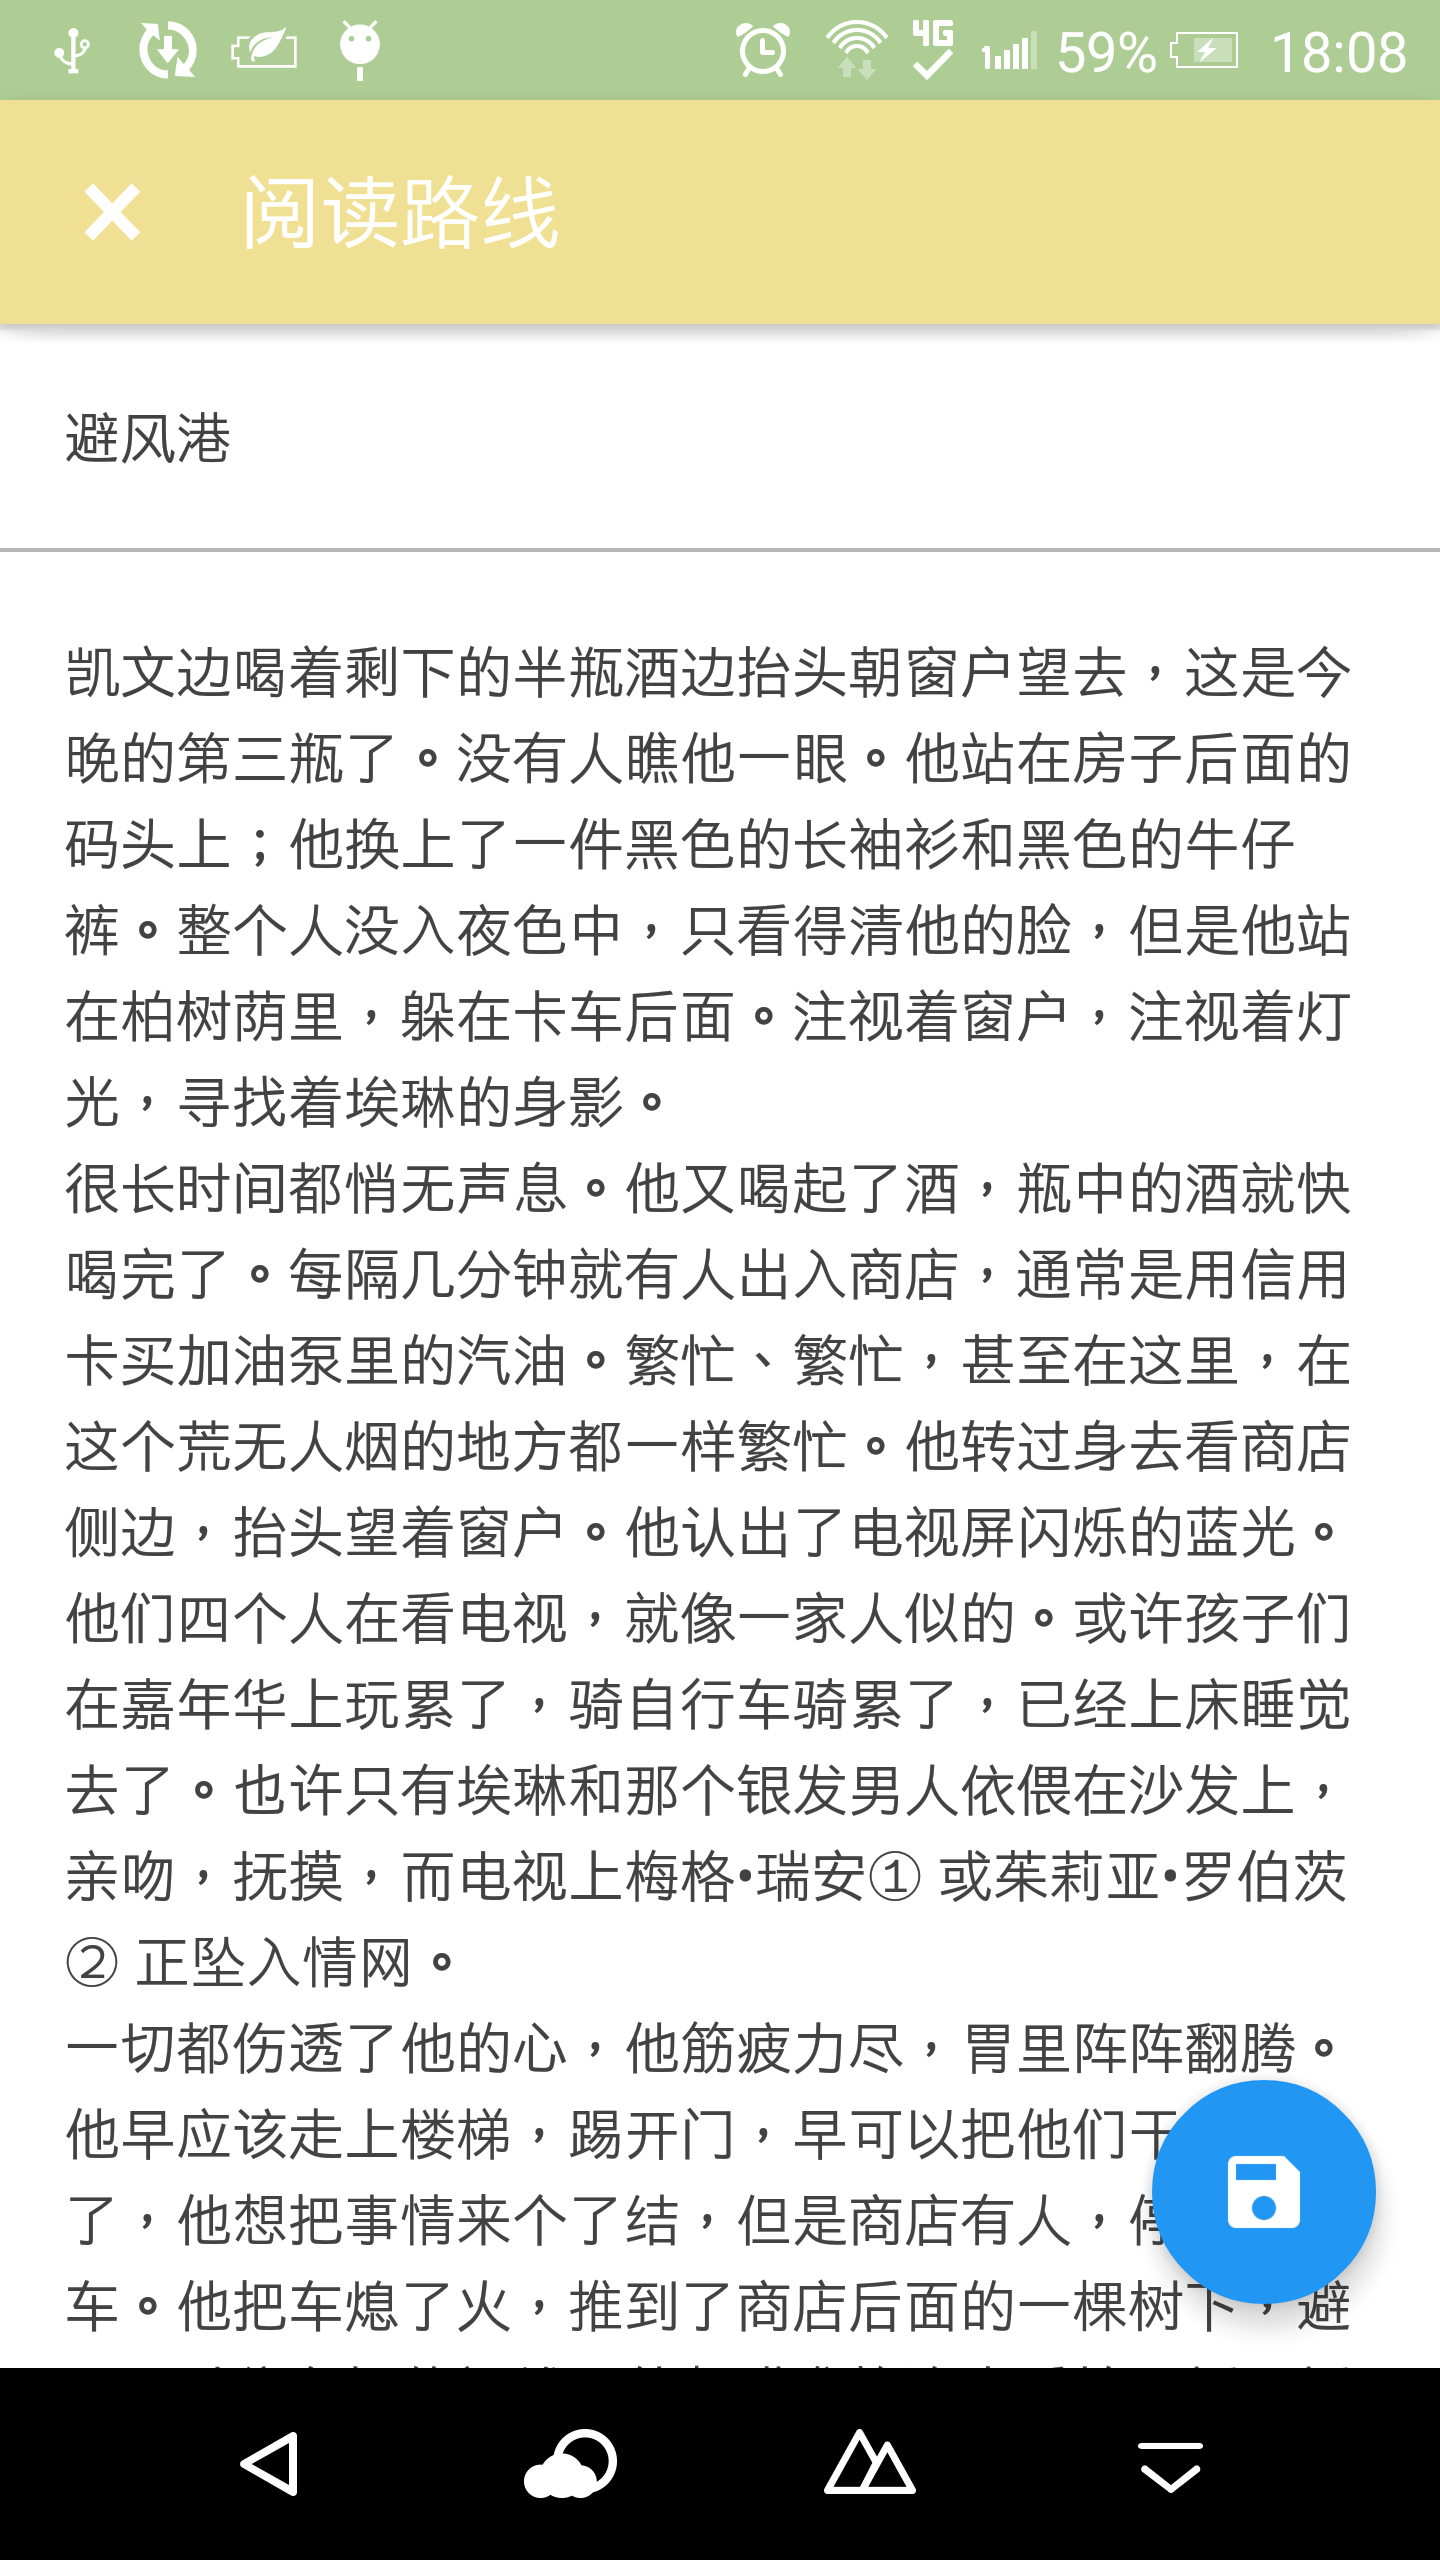 4G 59% 18:08
阅读路线
避风港
凯文边喝着剩下的半瓶酒边抬头朝窗户望去，这是今
晚的第三瓶了。没有人瞧他一眼。他站在房子后面的
码头上；他换上了一件黑色的长袖衫和黑色的牛仔
裤。整个人没入夜色中，只看得清他的脸，但是他站
在柏树荫里，躲在卡车后面。注视着窗户，注视着灯
光，寻找着埃琳的身影。
很长时间都悄无声息。他又喝起了酒，瓶中的酒就快
喝完了。每隔几分钟就有人出入商店，通常是用信用
卡买加油泵里的汽油。繁忙、繁忙，甚至在这里，在
这个荒无人烟的地方都一样繁忙。他转过身去看商店
侧边，抬头望着窗户。他认出了电视屏闪烁的蓝光。
他们四个人在看电视，就像一家人似的。或许孩子们
在嘉年华上玩累了，骑自行车骑累了，已经上床睡觉
去了。也许只有埃琳和那个银发男人依偎在沙发上，
亲吻，抚摸，而电视上梅格•瑞安① 或茱莉亚•罗伯茨
② 正坠入情网。
一切都伤透了他的心，他筋疲力尽，胃里阵阵翻腾。
他早应该走上楼梯，踢开门，早可以把他们干
了，他想把事情来个了结，但是商店有人，停
车。他把车熄了火，推到了商店后面的一棵树下，避